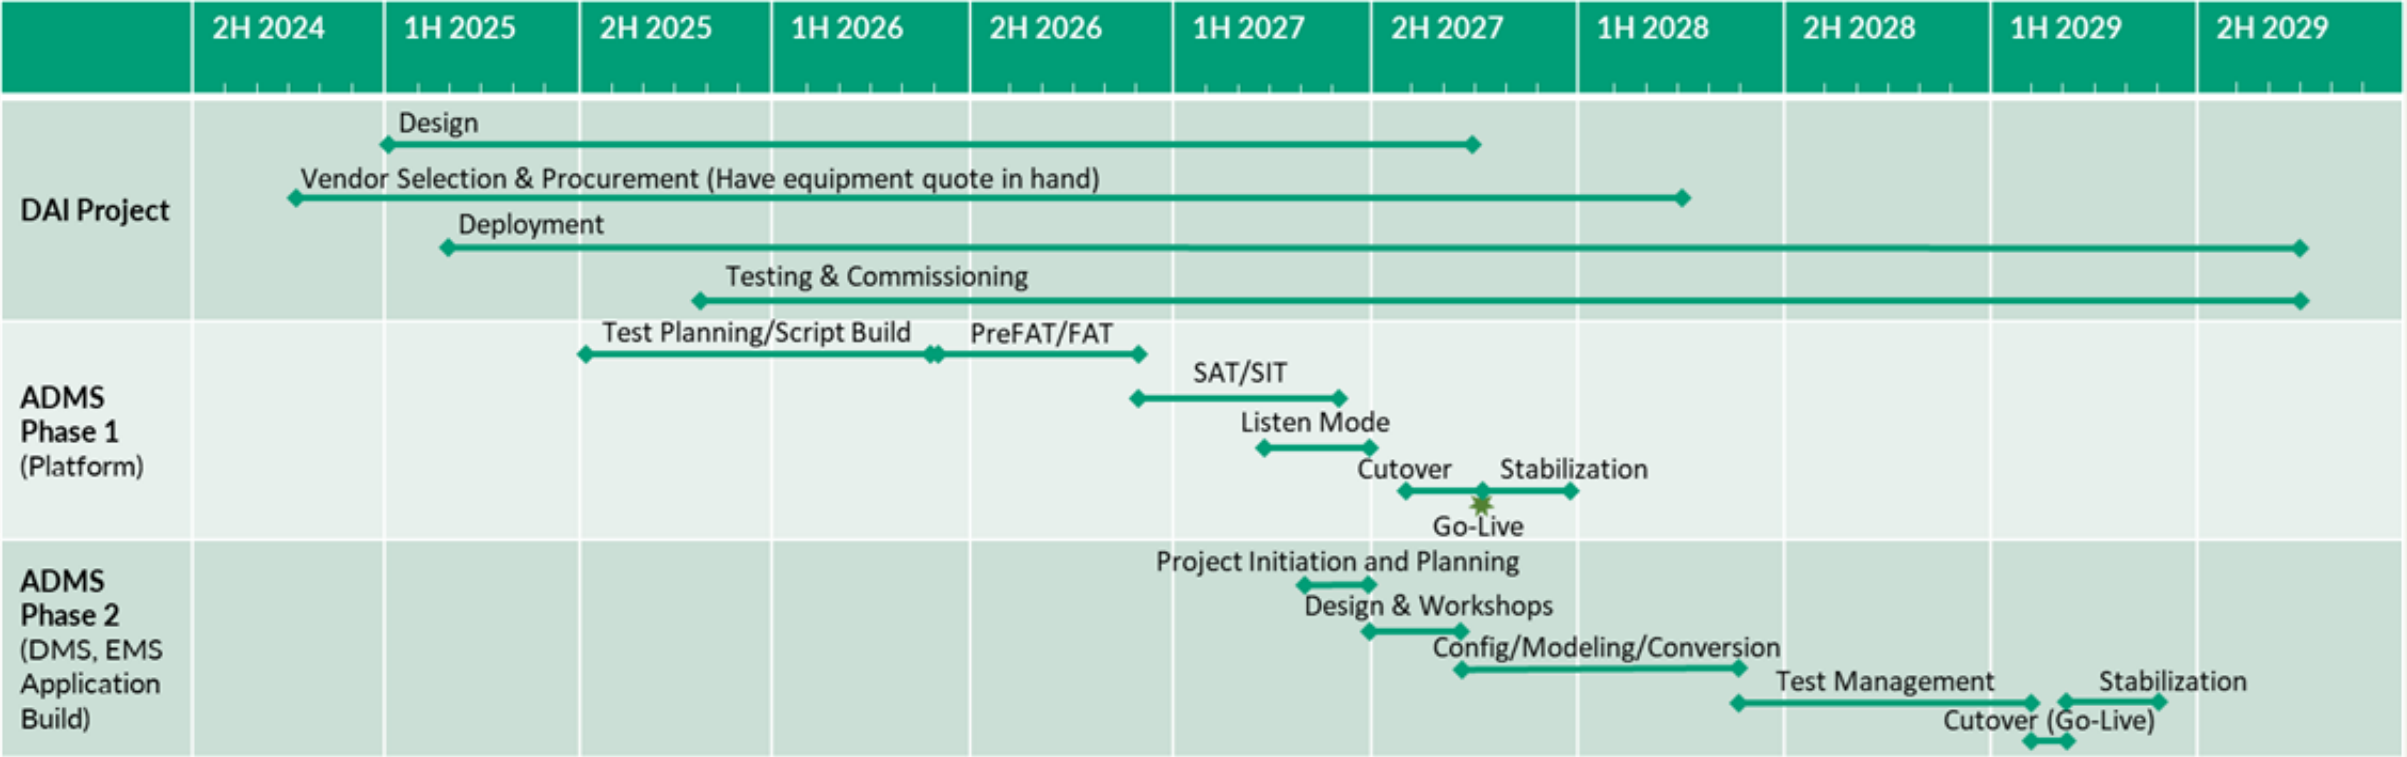 2H 2024
1H 2025
2H 2025
1H 2026
2H 2026
1H 2027
2H 2027
1H 2028
2H 2028
1H 2029
2H 2029
DAI Project
Design
Vendor Selection & Procurement (Have equipment quote in hand)
Deployment
Testing & Commissioning
ADMS
Phase 1
(Platform)
Test Planning/Script Build
PreFAT/FAT
SAT/SIT
Listen Mode
Cutover
Stabilization
Go-Live
ADMS
Phase 2
(DMS, EMS
Application
Build)
Project Initiation and Planning
Design & Workshops
Config/Modeling/Conversion
Test Management
Stabilization
Cutover (Go-Live)